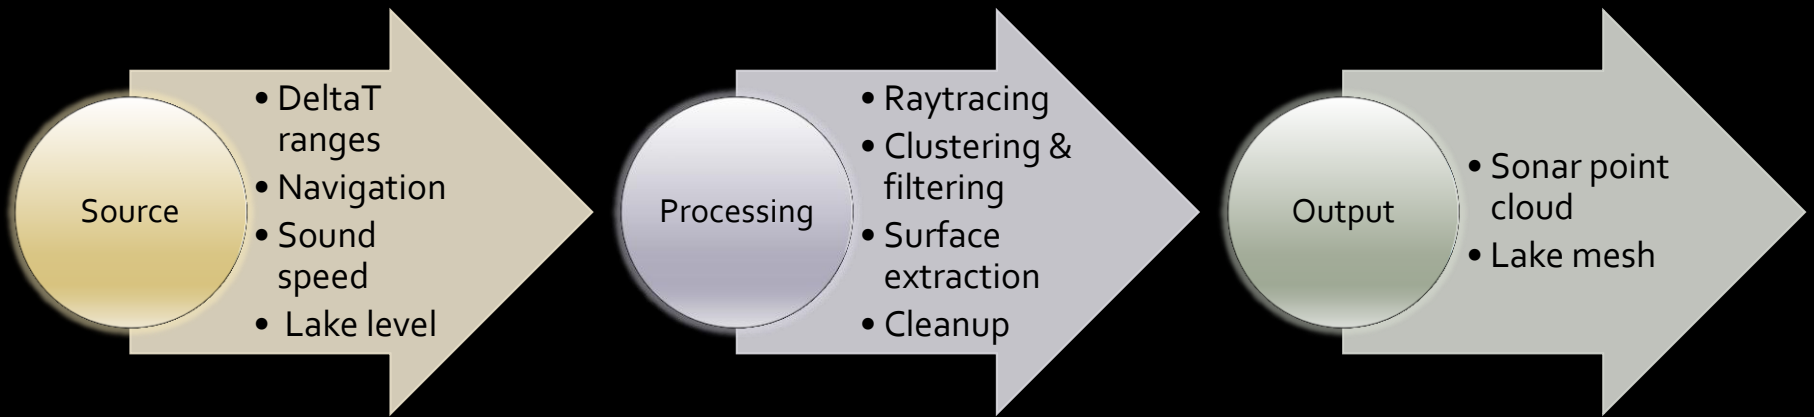 Source
• DeltaT
ranges
• Navigation
• Sound
speed
• Lake level
Processing
• Raytracing
• Clustering &
filtering
• Surface
extraction
• Cleanup
Output
• Sonar point
cloud
• Lake mesh